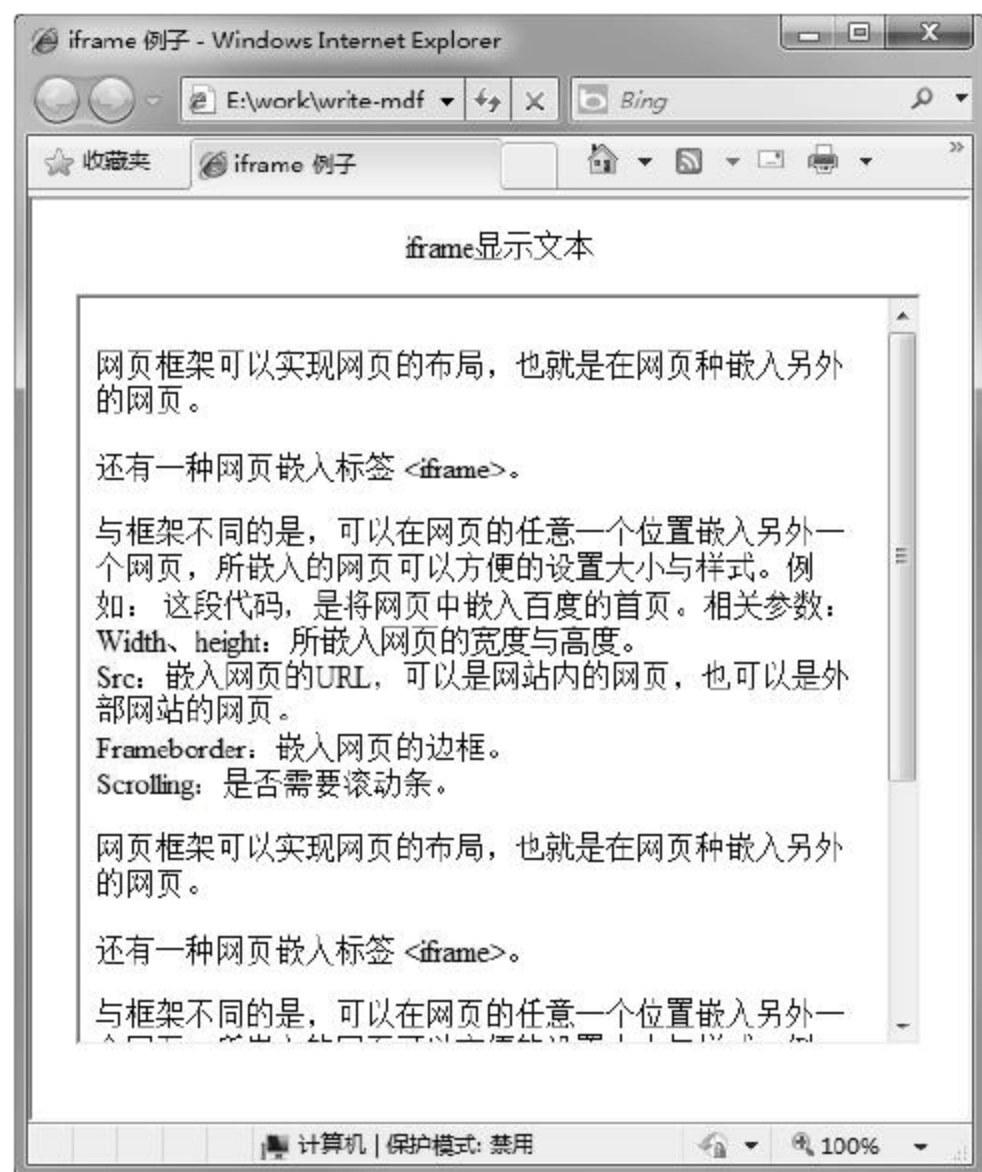 iframe 例子 - Windows Internet Explorer
E:\work\write-mdf
Bing
收藏夹
iframe 例子
iframe显示文本
网页框架可以实现网页的布局，也就是在网页种嵌入另外
的网页。
还有一种网页嵌入标签 <iframe>。
与框架不同的是，可以在网页的任意一个位置嵌入另外一
个网页，所嵌入的网页可以方便的设置大小与样式。例
如： 这段代码，是将网页中嵌入百度的首页。相关参数：
Width、height：所嵌入网页的宽度与高度。
Src：嵌入网页的URL，可以是网站内的网页，也可以是外
部网站的网页。
Frameborder：嵌入网页的边框。
Scrolling：是否需要滚动条。
网页框架可以实现网页的布局，也就是在网页种嵌入另外
的网页。
还有一种网页嵌入标签 <iframe>。
与框架不同的是，可以在网页的任意一个位置嵌入另外一
计算机 | 保护模式: 禁用
100%